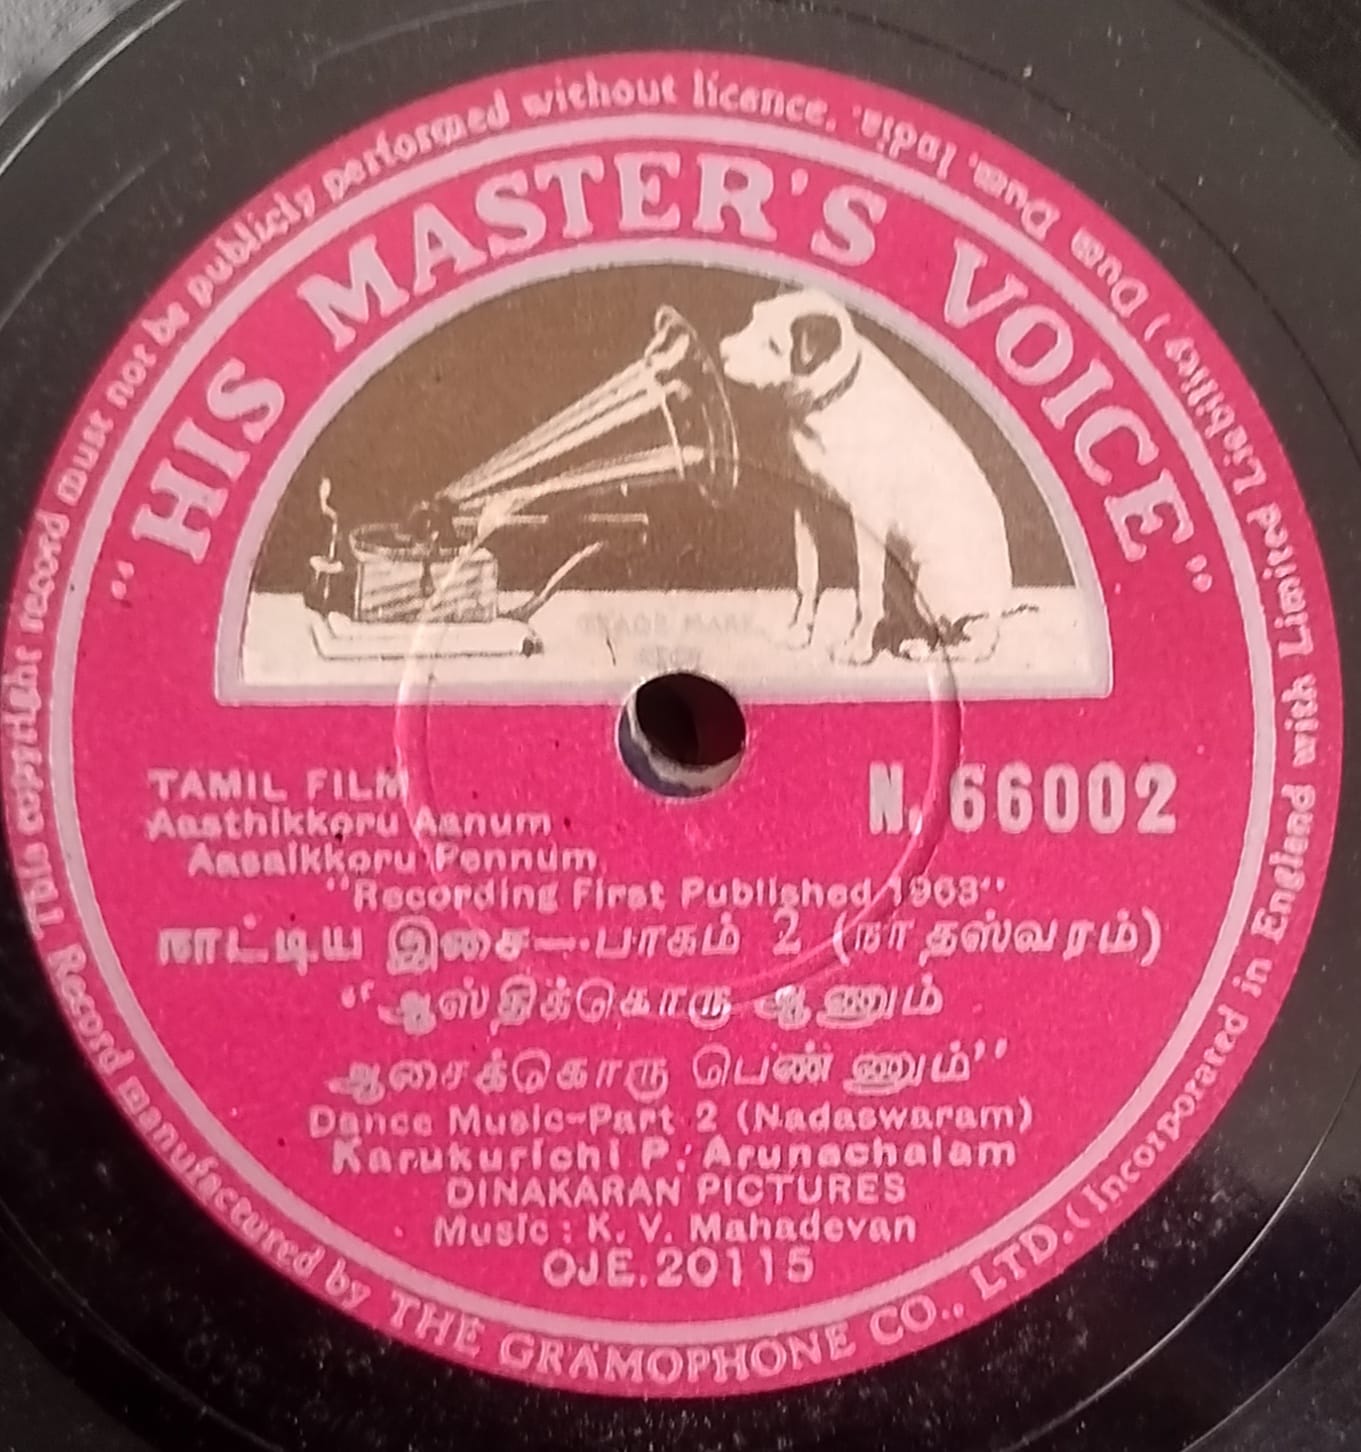 This copyright record must not be publicly performed without licence. Record manufactured by THE GRAMOPHONE CO., LTD. (Incorporated in England with Limited Liability) Dum Dum, India.
"HIS MASTER'S VOICE"
TRADE MARK
TAMIL FILM
N. 66002
Aasthikkoru Aanum
Aasaikkoru Pennum
"Recording First Published 1963"
நாட்டிய இசை—பாகம் 2 (நாதஸ்வரம்)
"ஆஸ்திக்கொரு ஆணும்
ஆசைக்கொரு பெண்ணும்"
Dance Music-Part 2 (Nadaswaram)
Karukurichi P. Arunachalam
DINAKARAN PICTURES
Music : K. V. Mahadevan
OJE.20115